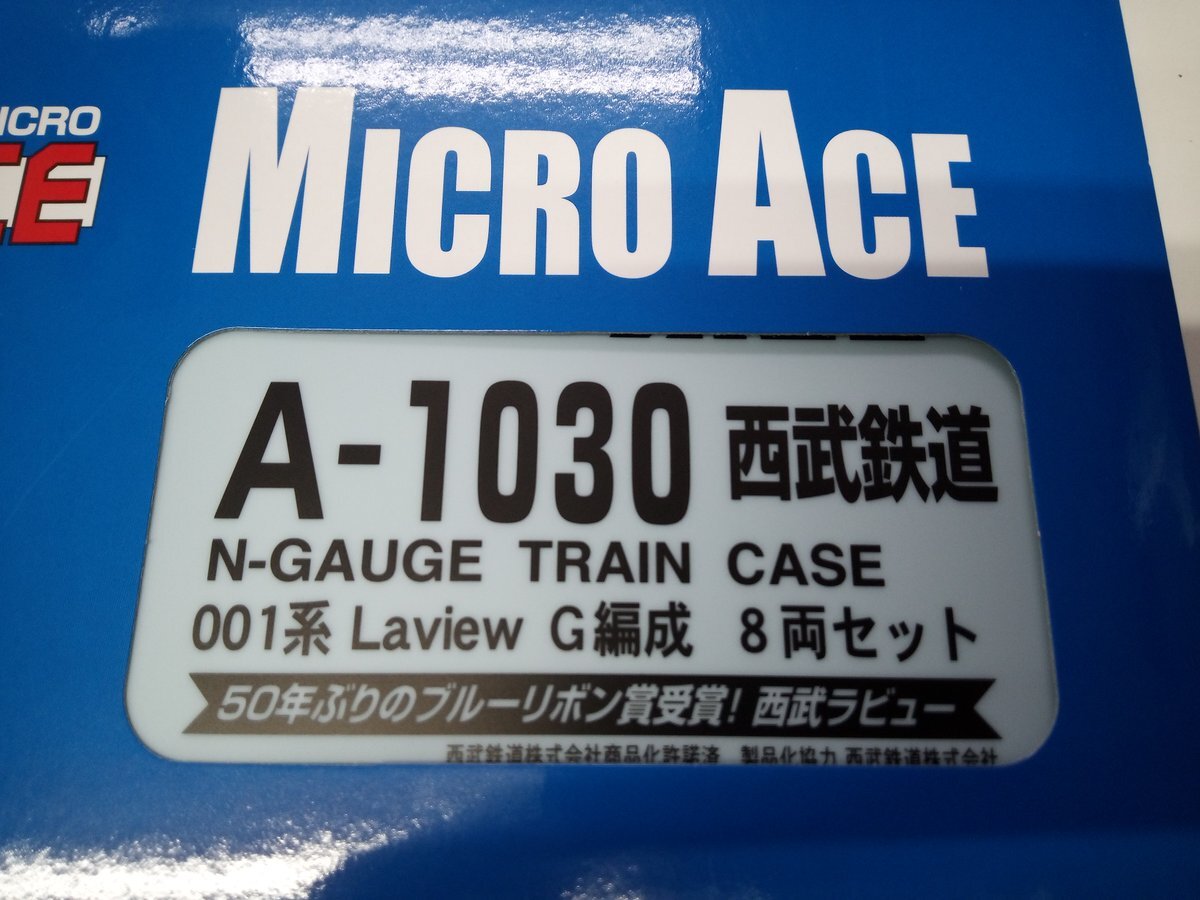 MICRO
MICRO ACE
A-1030 西武鉄道
N-GAUGE TRAIN CASE
001系 Laview G編成 8両セット
50年ぶりのブルーリボン賞受賞! 西武ラビュー
西武鉄道株式会社商品化許諾済 製品化協力 西武鉄道株式会社